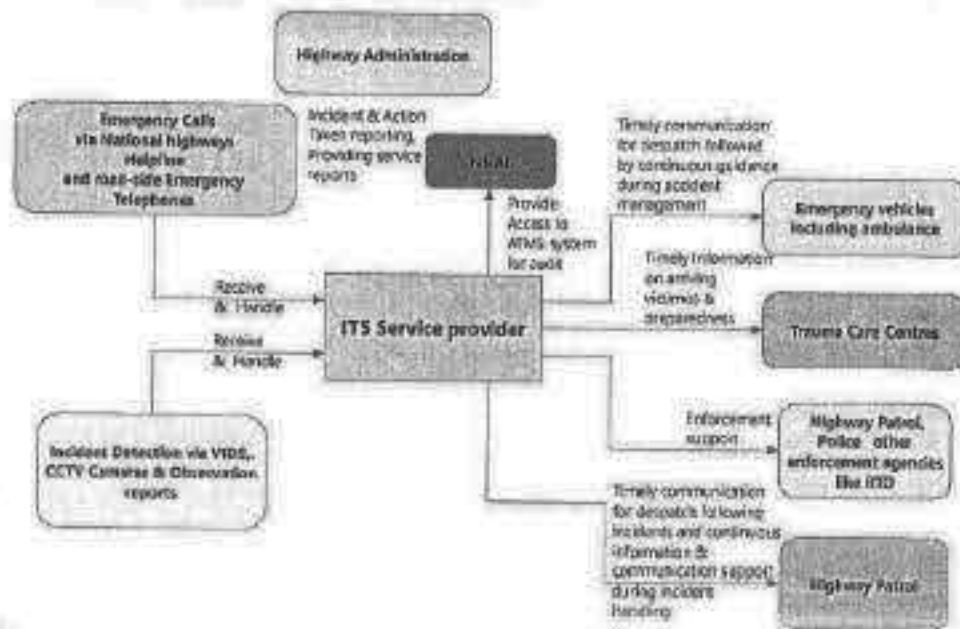 Highway Administration
Emergency Calls
via National highways
Helpline
and road-side Emergency
Telephones
Incident & Action
Taken reporting,
Providing service
reports
Provide
Access to
ATMS system
for audit
Timely communication
for despatch followed
by continuous guidance
during accident
management
Emergency vehicles
including ambulance
Receive
& Handle
ITS Service provider
Timely Information
on arriving
victim(s) &
preparedness
Trauma Care Centres
Receive
& Handle
Incident Detection via VIDS,
CCTV Cameras & Observation
reports
Enforcement
support
Highway Patrol,
Police other
enforcement agencies
like RTO
Timely communication
for despatch following
incidents and continuous
information &
communication support
during incident
handling
Highway Patrol